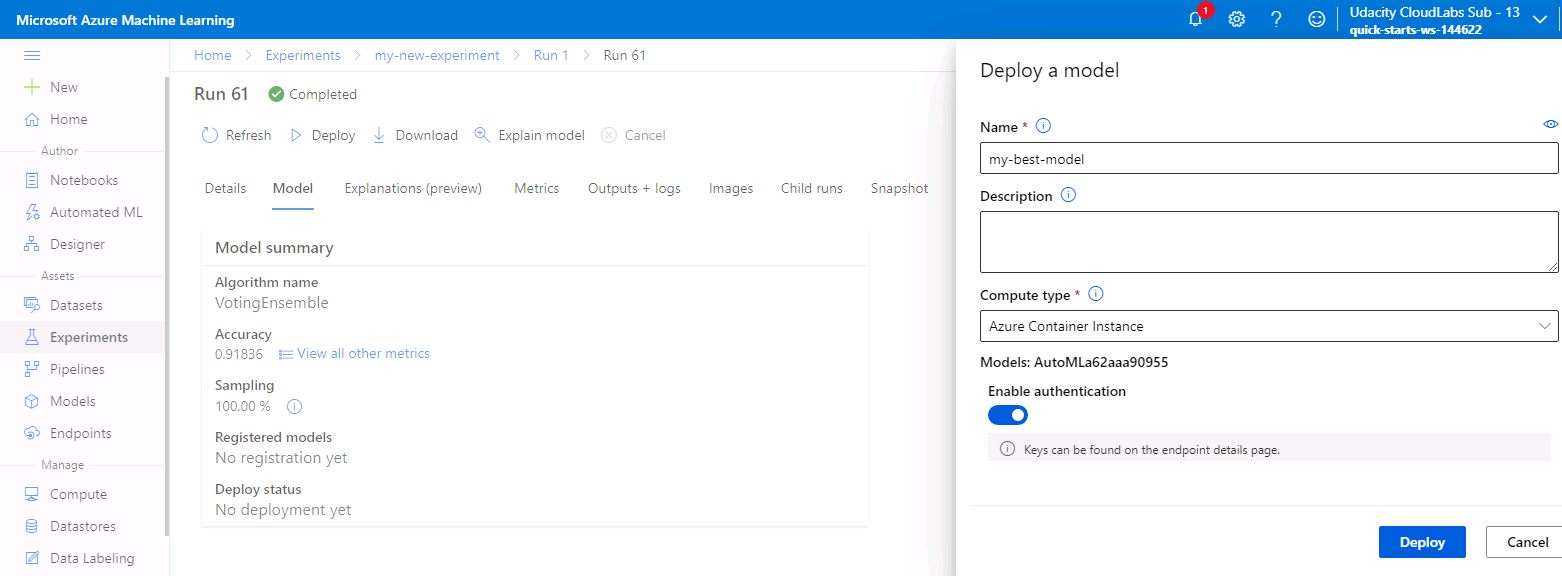 Microsoft Azure Machine Learning
1
Udacity CloudLabs Sub - 13
quick-starts-ws-144622
New
Home
Author
Notebooks
Automated ML
Designer
Assets
Datasets
Experiments
Pipelines
Models
Endpoints
Manage
Compute
Datastores
Data Labeling
Home > Experiments > my-new-experiment > Run 1 > Run 61
Run 61 Completed
Refresh Deploy Download Explain model Cancel
Details Model Explanations (preview) Metrics Outputs + logs Images Child runs Snapshot
Model summary
Algorithm name
VotingEnsemble
Accuracy
0.91836 View all other metrics
Sampling
100.00 %
Registered models
No registration yet
Deploy status
No deployment yet
Deploy a model
Name *
my-best-model
Description
Compute type *
Azure Container Instance
Models: AutoMLa62aaa90955
Enable authentication
Keys can be found on the endpoint details page.
Deploy Cancel